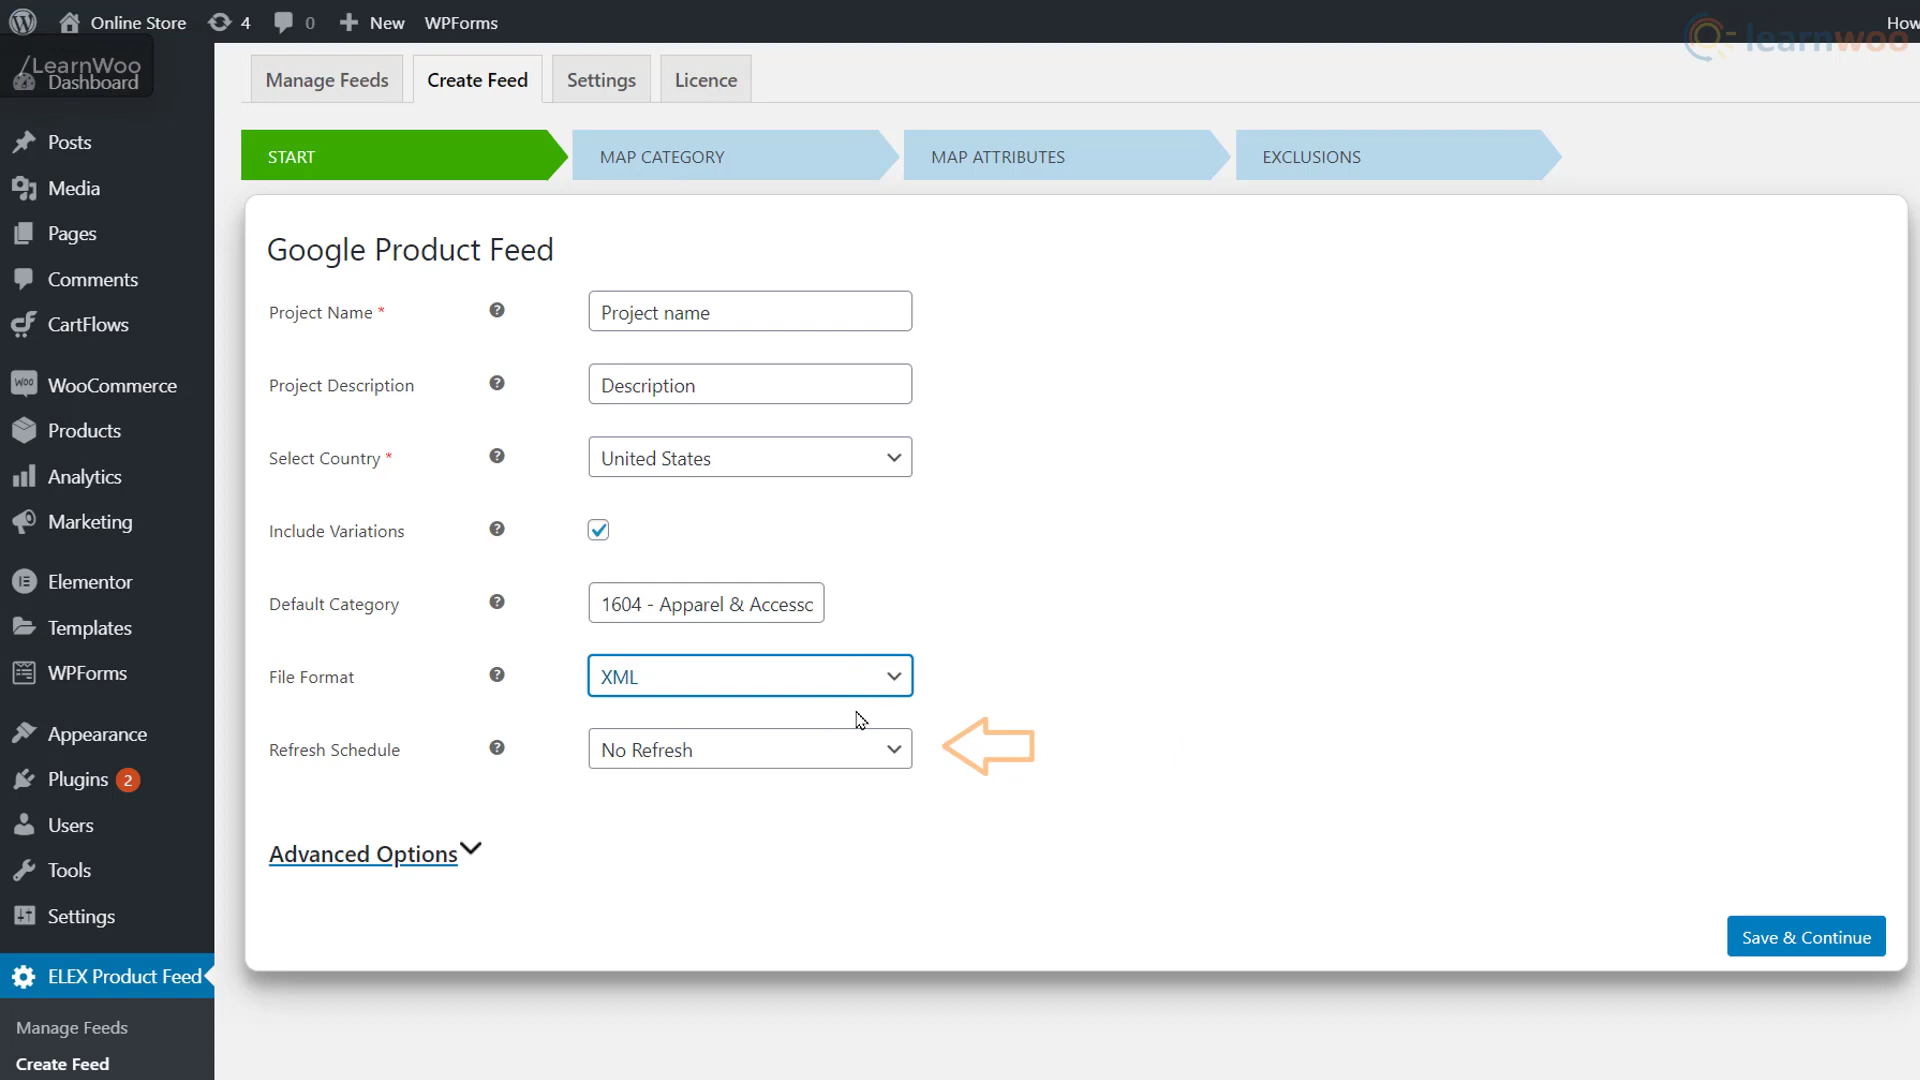 Online Store 4 0 New WPForms How
learnwoo
LearnWoo
Dashboard
Posts
Media
Pages
Comments
CartFlows
WooCommerce
Products
Analytics
Marketing
Elementor
Templates
WPForms
Appearance
Plugins 2
Users
Tools
Settings
ELEX Product Feed
Manage Feeds
Create Feed
Manage Feeds Create Feed Settings Licence
START MAP CATEGORY MAP ATTRIBUTES EXCLUSIONS
Google Product Feed
Project Name * ? Project name
Project Description ? Description
Select Country * ? United States
Include Variations ?
Default Category ? 1604 - Apparel & Accessc
File Format ? XML
Refresh Schedule ? No Refresh
Advanced Options
Save & Continue